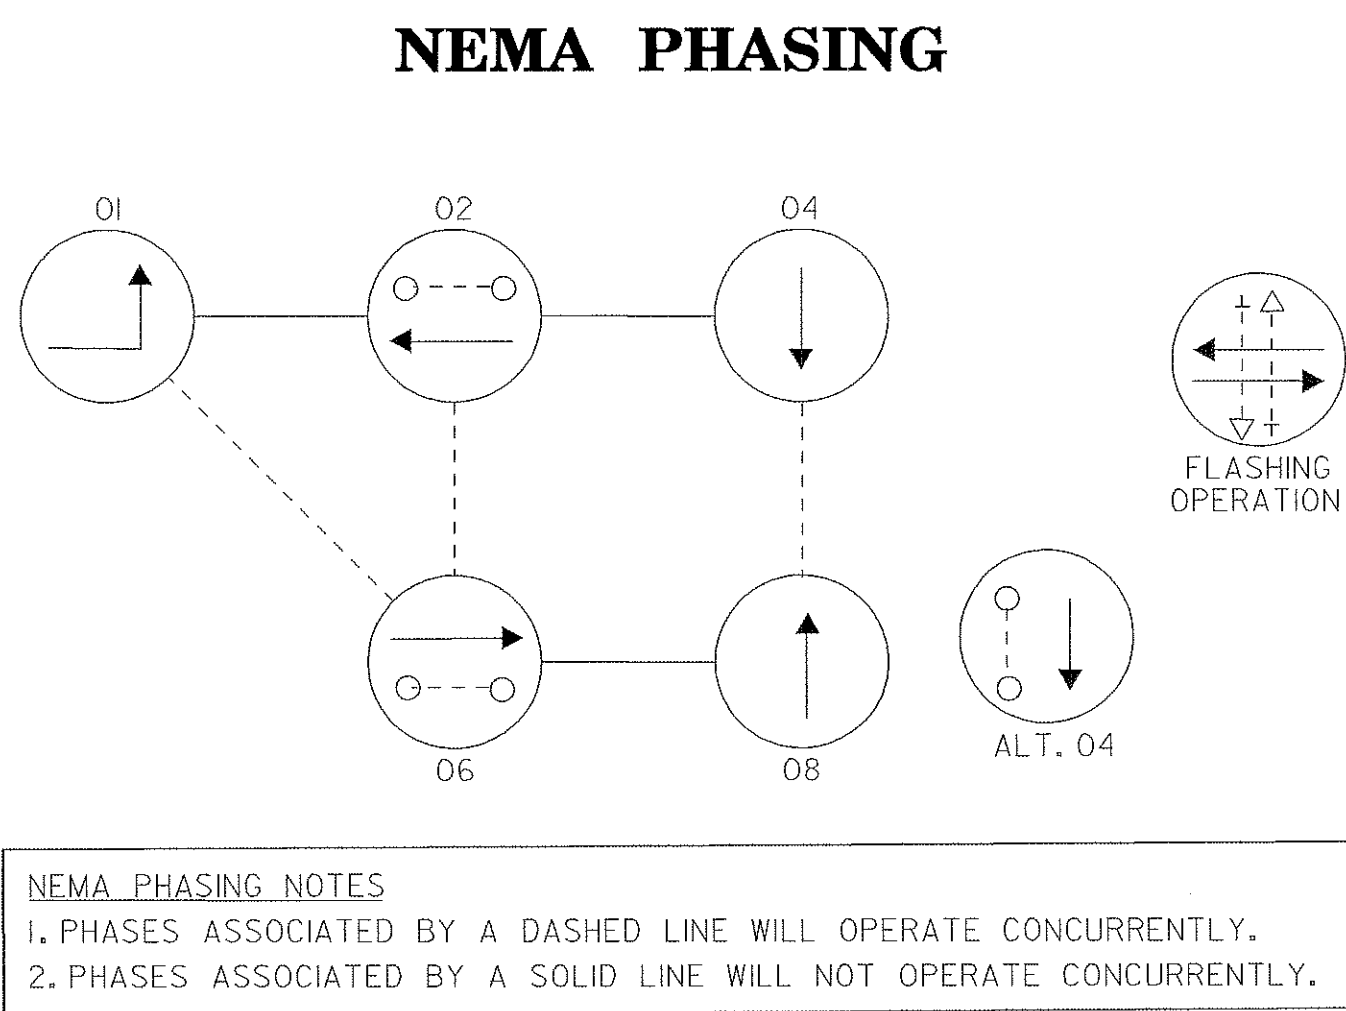 NEMA PHASING
01
02
04
FLASHING
OPERATION
06
08
ALT. 04
NEMA PHASING NOTES
1. PHASES ASSOCIATED BY A DASHED LINE WILL OPERATE CONCURRENTLY.
2. PHASES ASSOCIATED BY A SOLID LINE WILL NOT OPERATE CONCURRENTLY.